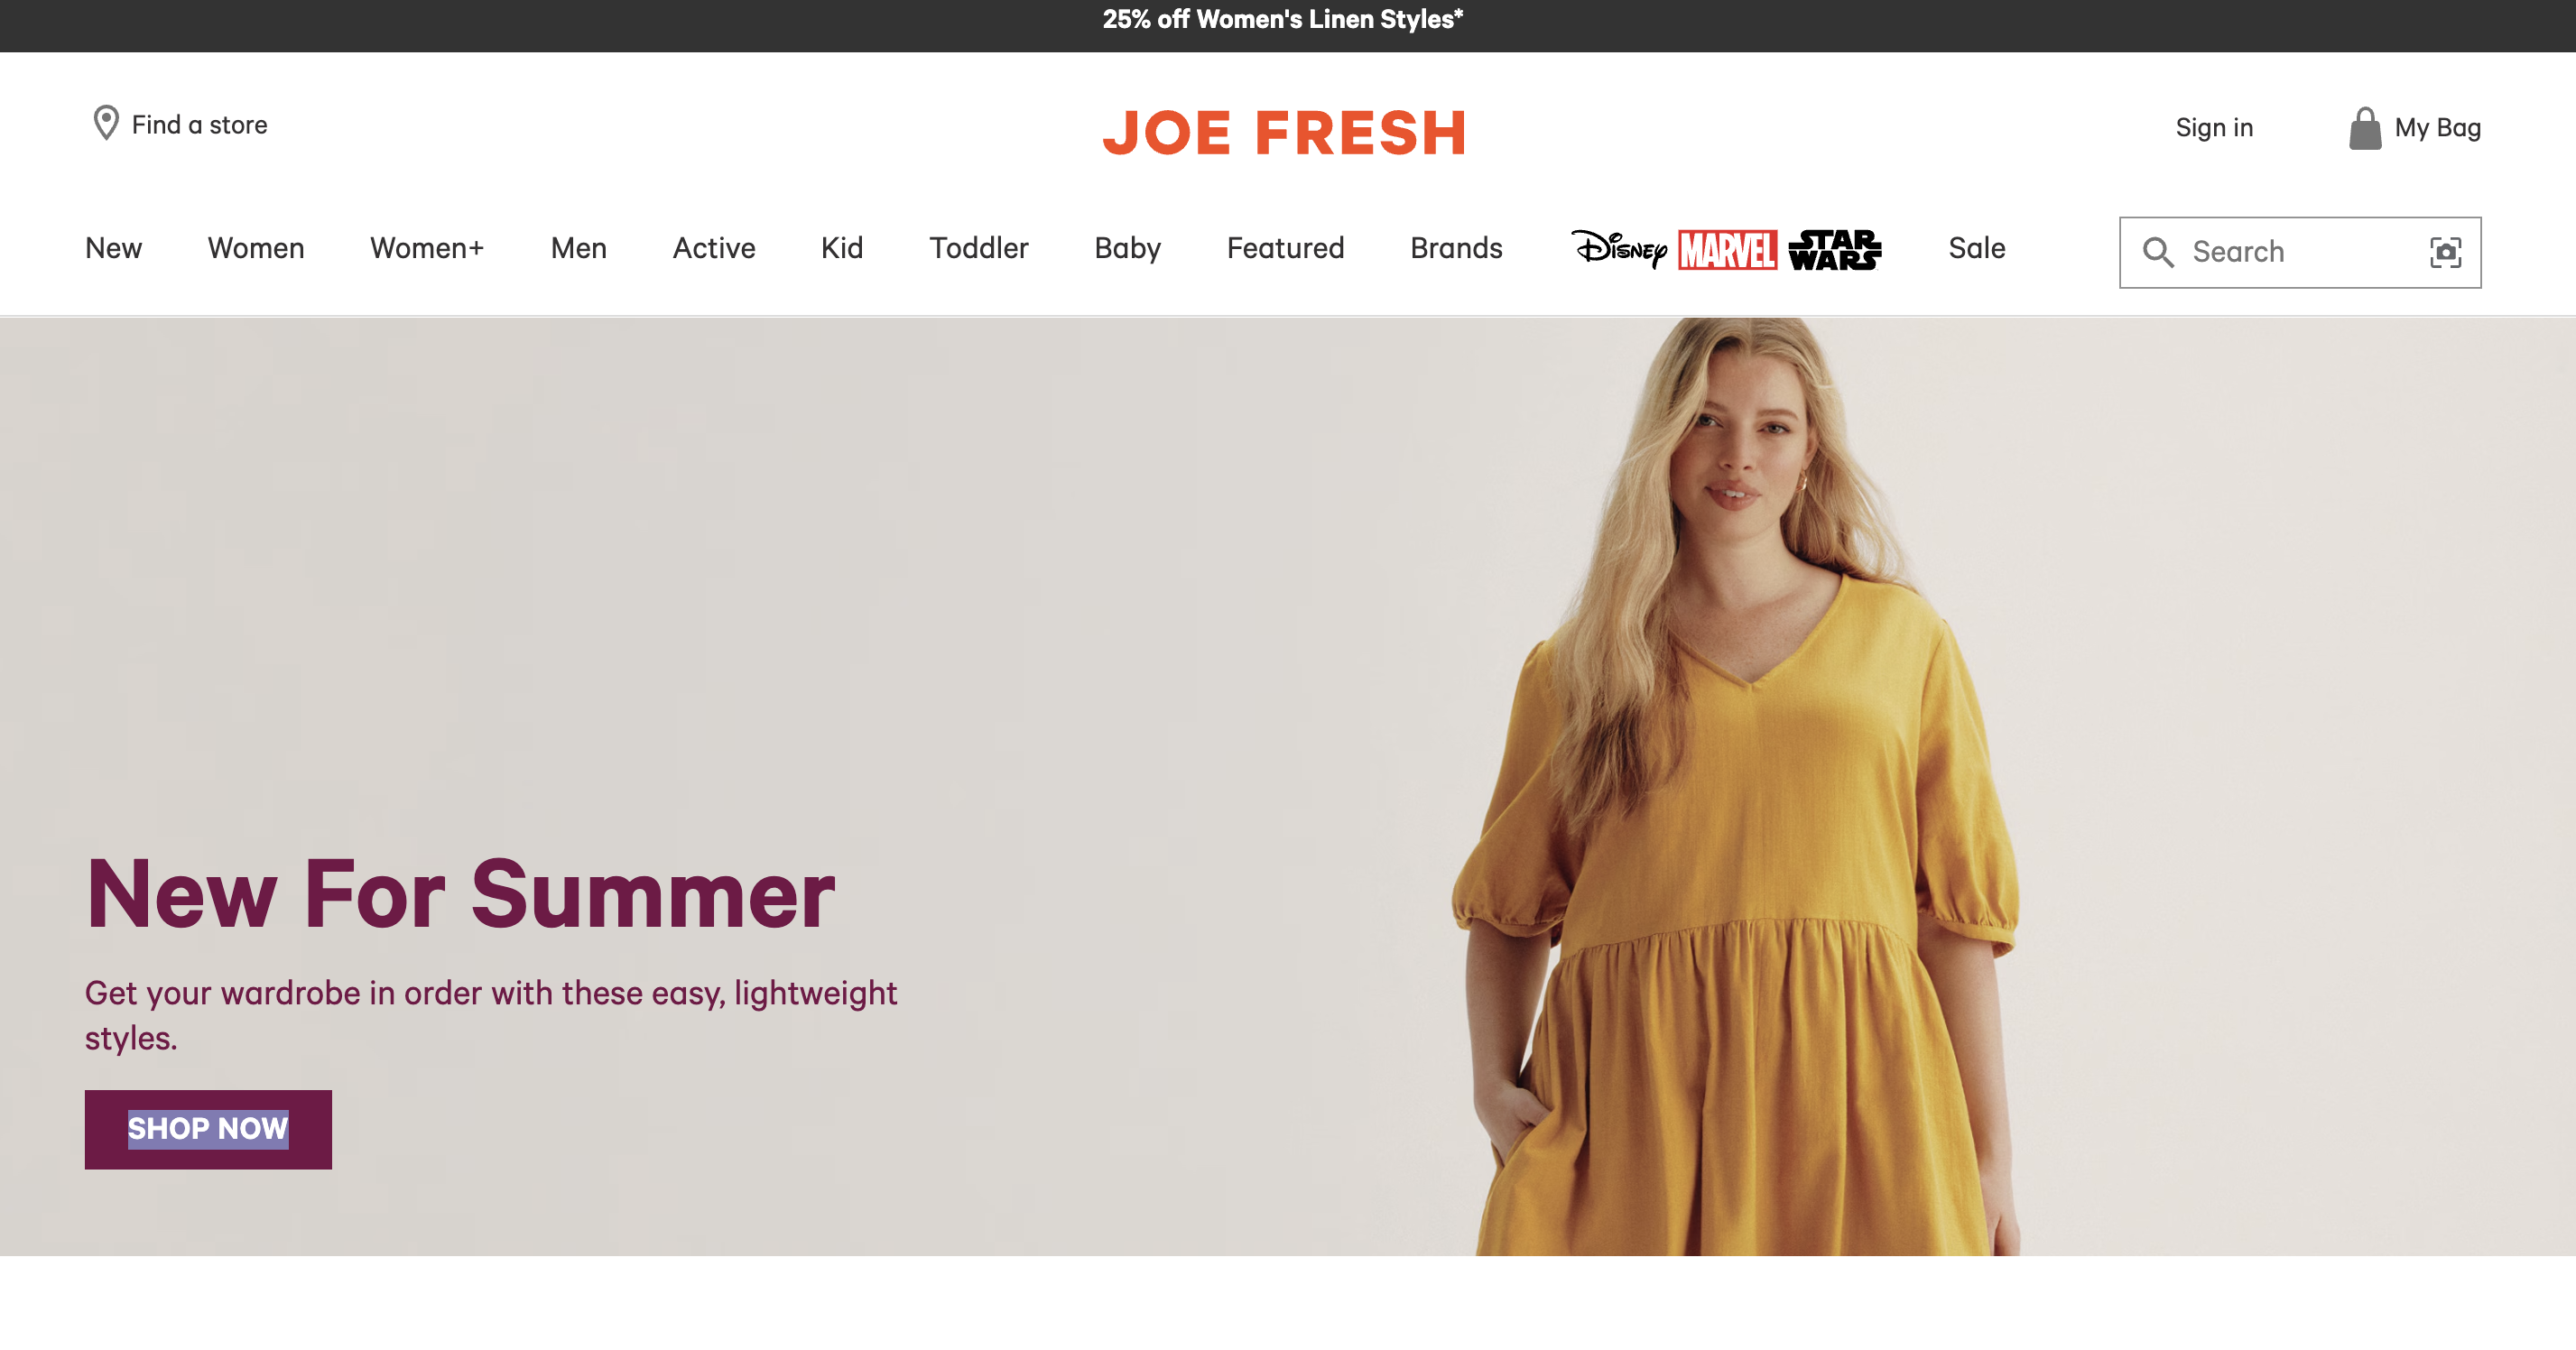 25% off Women's Linen Styles*
Find a store
JOE FRESH
Sign in
My Bag
New Women Women+ Men Active Kid Toddler Baby Featured Brands Disney MARVEL STAR WARS Sale Search
New For Summer
Get your wardrobe in order with these easy, lightweight
styles.
SHOP NOW